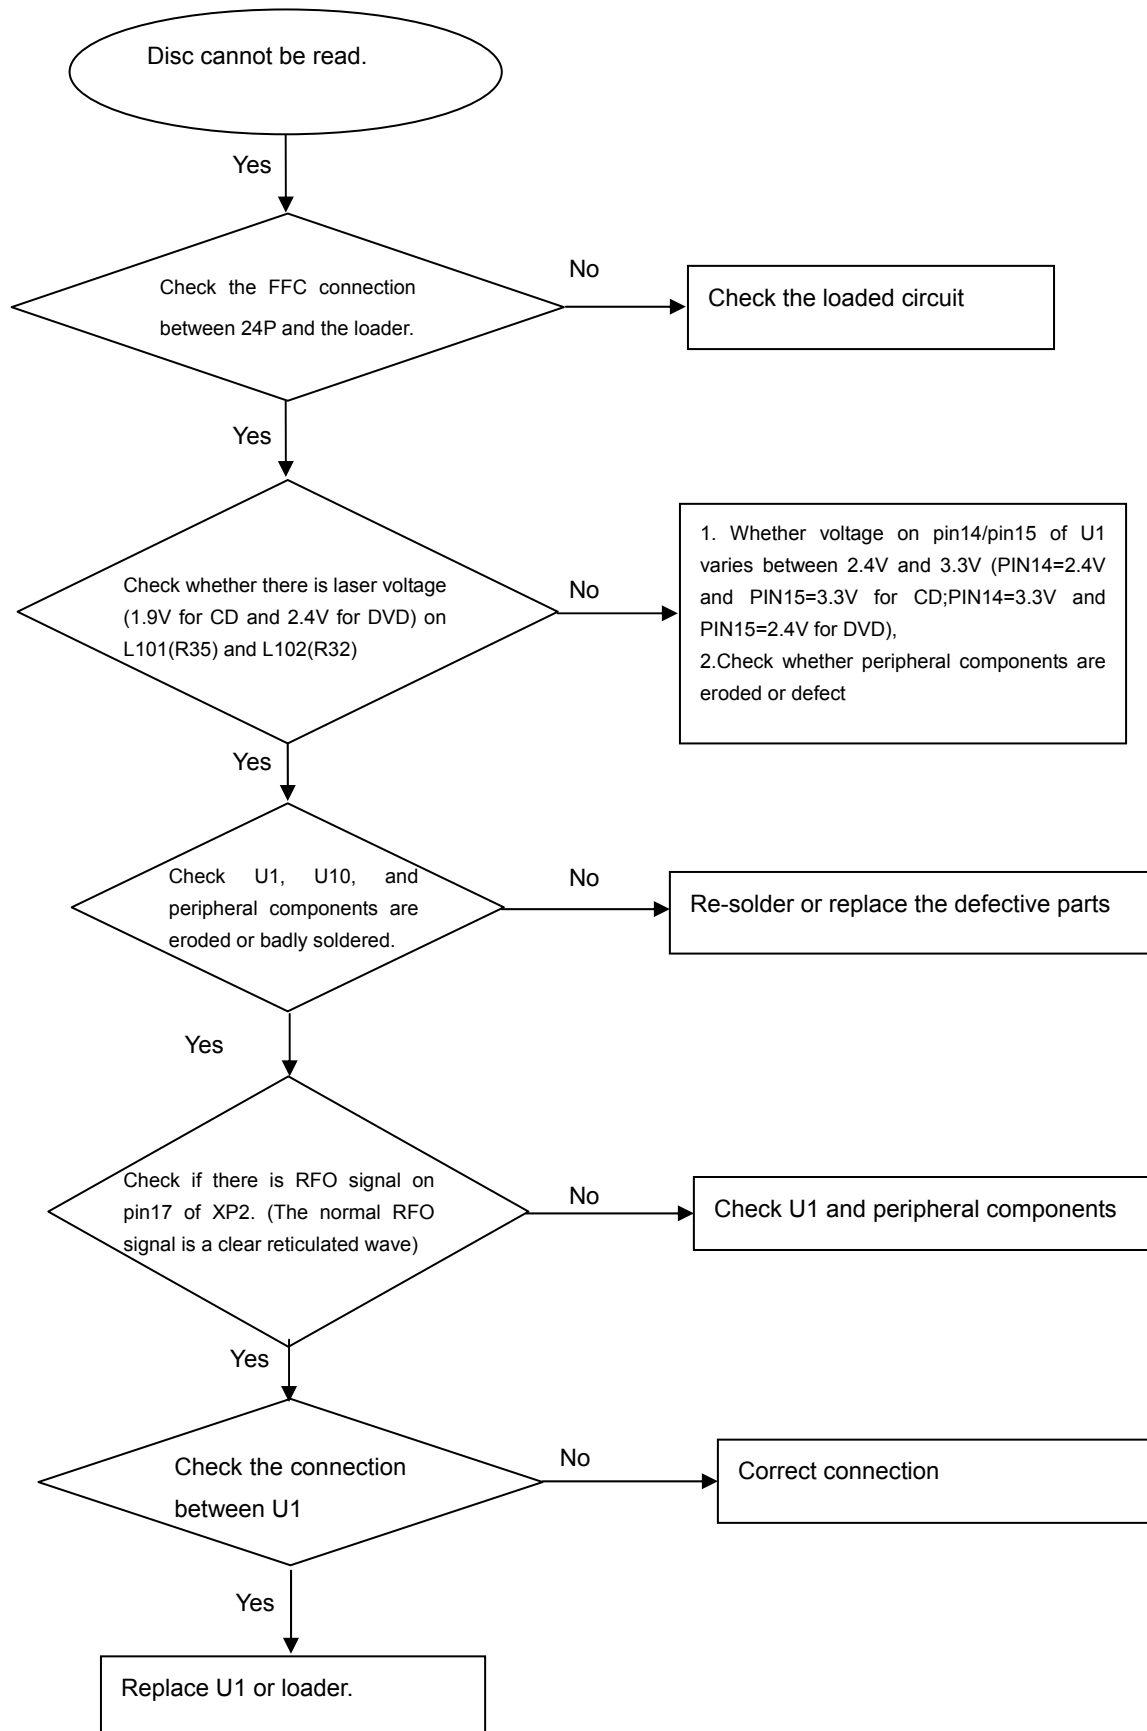 Disc cannot be read.
Yes
No
Check the FFC connection
between 24P and the loader.
Check the loaded circuit
Yes
Check whether there is laser voltage
(1.9V for CD and 2.4V for DVD) on
L101(R35) and L102(R32)
No
1. Whether voltage on pin14/pin15 of U1
varies between 2.4V and 3.3V (PIN14=2.4V
and PIN15=3.3V for CD;PIN14=3.3V and
PIN15=2.4V for DVD),
2.Check whether peripheral components are
eroded or defect
Yes
Check U1, U10, and
peripheral components are
eroded or badly soldered.
No
Re-solder or replace the defective parts
Yes
Check if there is RFO signal on
pin17 of XP2. (The normal RFO
signal is a clear reticulated wave)
No
Check U1 and peripheral components
Yes
Check the connection
between U1
No
Correct connection
Yes
Replace U1 or loader.